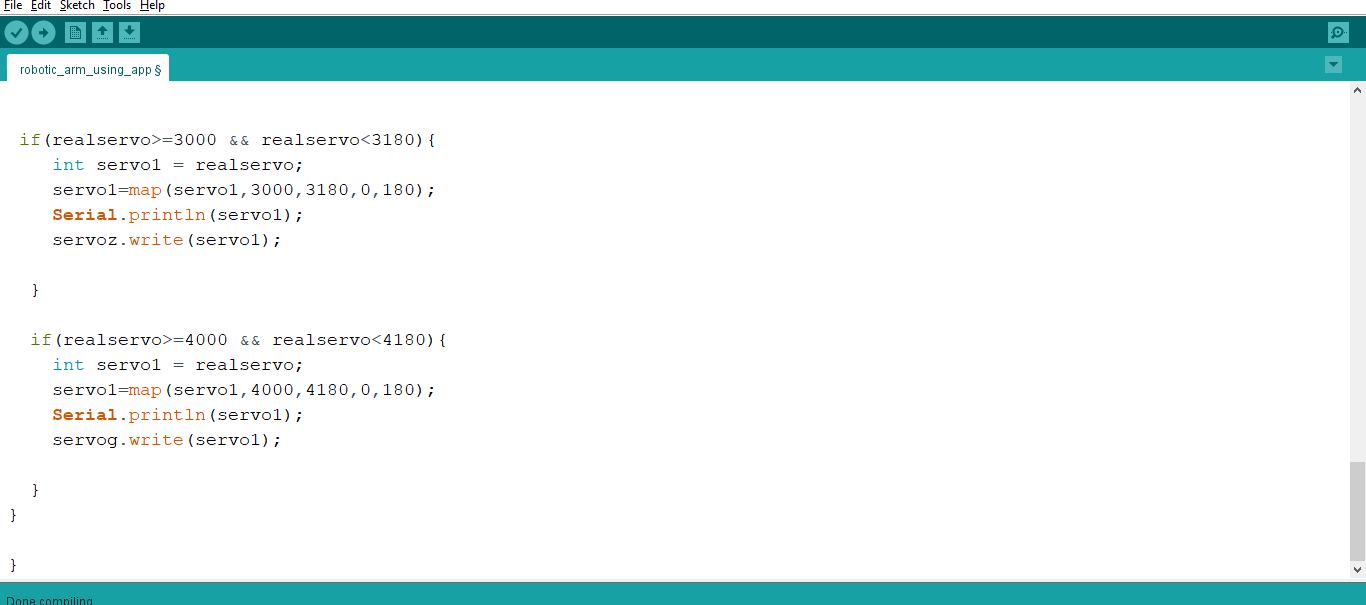 File Edit Sketch Tools Help
robotic_arm_using_app §
if(realservo>=3000 && realservo<3180){
int servo1 = realservo;
servo1=map(servo1,3000,3180,0,180);
Serial.println(servo1);
servoz.write(servo1);
}
if(realservo>=4000 && realservo<4180){
int servo1 = realservo;
servo1=map(servo1,4000,4180,0,180);
Serial.println(servo1);
servog.write(servo1);
}
}
}
Done compiling